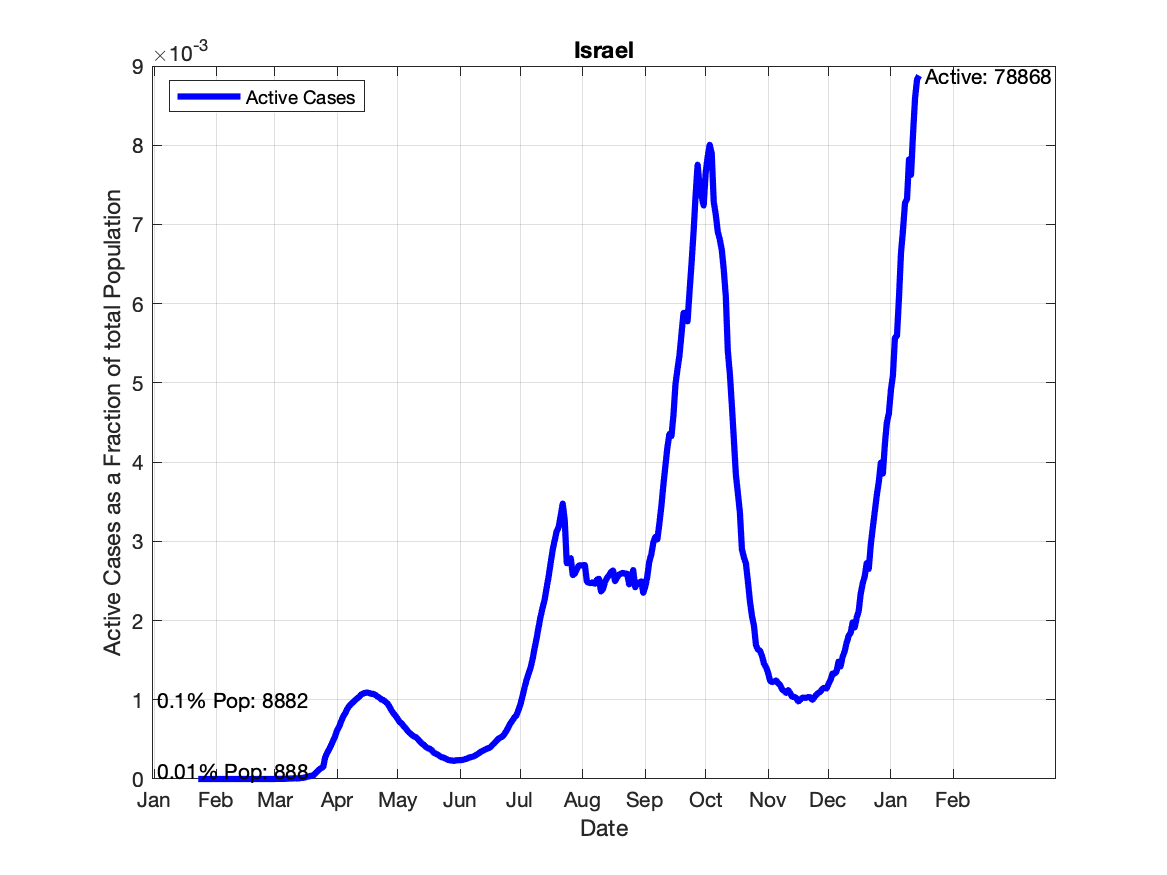 Israel
×10-3
9
Active Cases
Active: 78868
8
7
6
5
4
3
2
1
0
0.1% Pop: 8882
0.01% Pop: 888
Active Cases as a Fraction of total Population
Jan Feb Mar Apr May Jun Jul Aug Sep Oct Nov Dec Jan Feb
Date